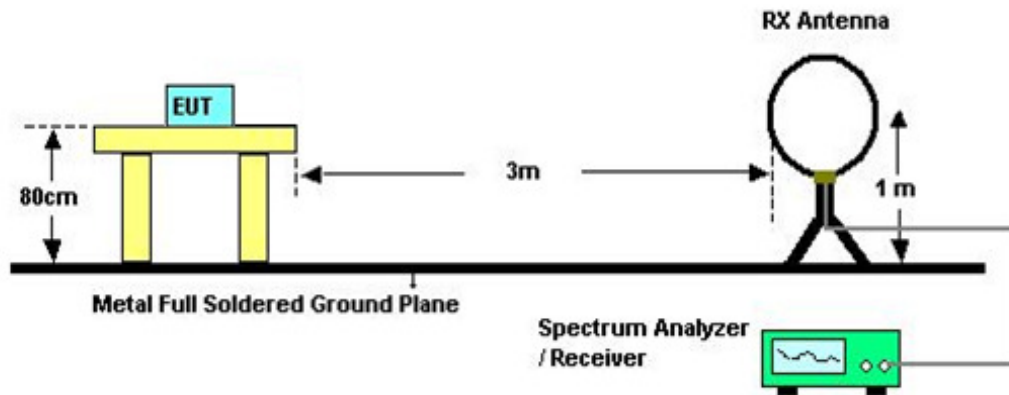 RX Antenna
EUT
80cm
3m
1 m
Metal Full Soldered Ground Plane
Spectrum Analyzer
/ Receiver